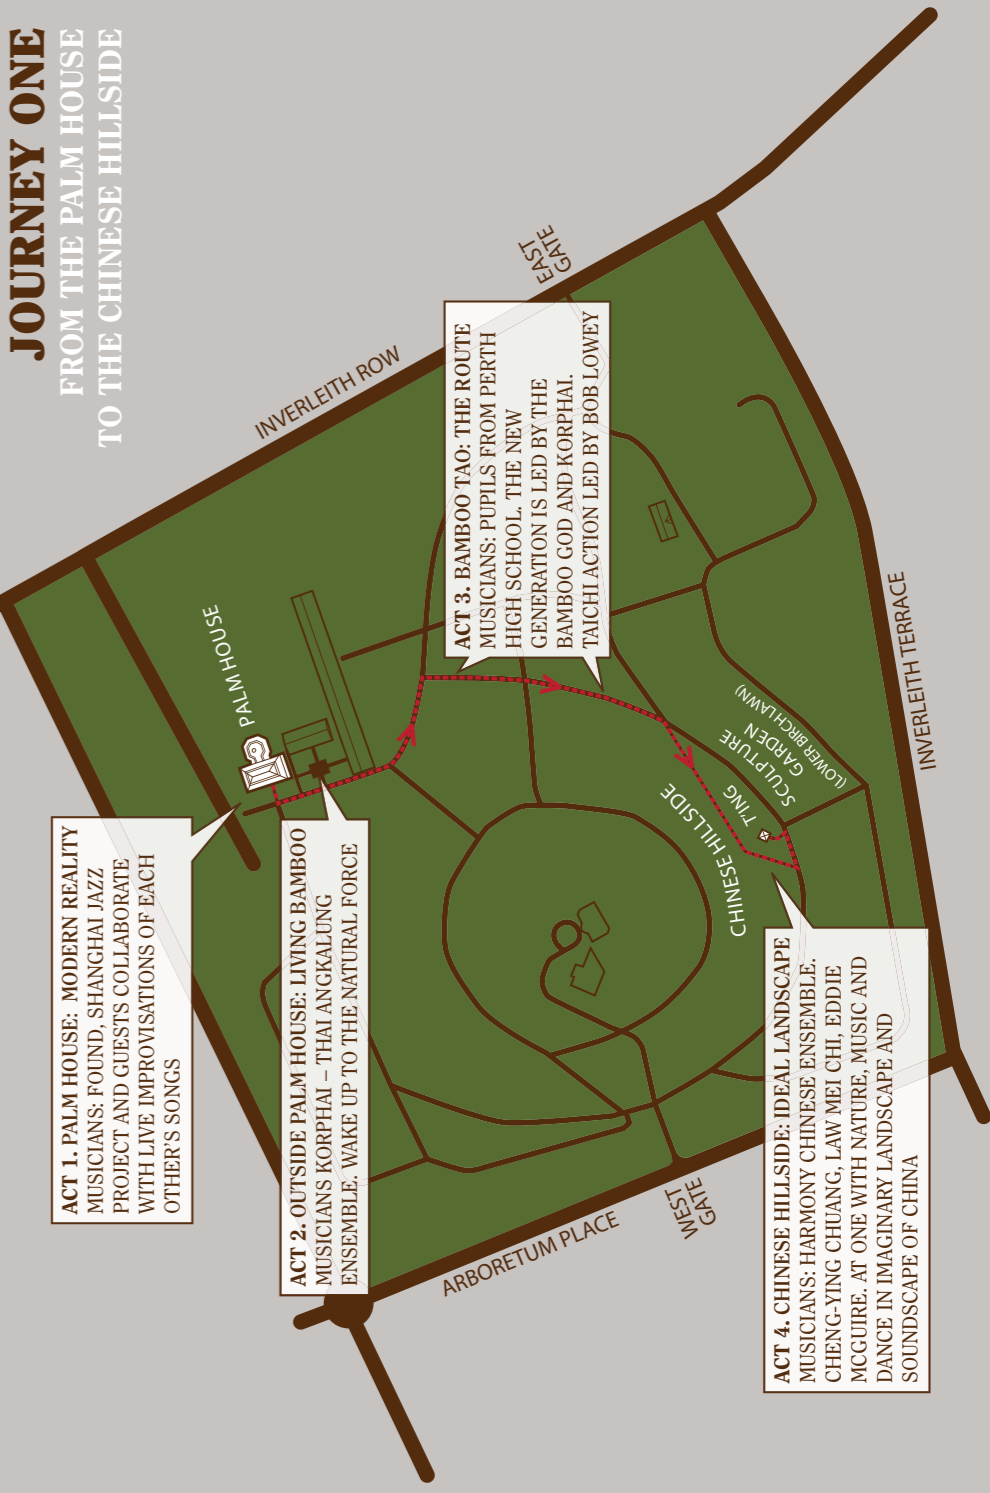 JOURNEY ONE
FROM THE PALM HOUSE
TO THE CHINESE HILLSIDE
ACT 1. PALM HOUSE: MODERN REALITY
MUSICIANS: FOUND, SHANGHAI JAZZ
PROJECT AND GUESTS COLLABORATE
WITH LIVE IMPROVISATIONS OF EACH
OTHER'S SONGS
PALM HOUSE
INVERLEITH ROW
ACT 2. OUTSIDE PALM HOUSE: LIVING BAMBOO
MUSICIANS KORPHAI – THAI ANGKALUNG
ENSEMBLE. WAKE UP TO THE NATURAL FORCE
ACT 3. BAMBOO TAO: THE ROUTE
MUSICIANS: PUPILS FROM PERTH
HIGH SCHOOL. THE NEW
GENERATION IS LED BY THE
BAMBOO GOD AND KORPHAI.
TAICHI ACTION LED BY BOB LOWEY
EAST
GATE
ARBORETUM PLACE
WEST
GATE
CHINESE HILLSIDE
TING
SCULPTURE
GARDEN
(LOWER BIRCH LAWN)
ACT 4. CHINESE HILLSIDE: IDEAL LANDSCAPE
MUSICIANS: HARMONY CHINESE ENSEMBLE.
CHENG-YING CHUANG, LAW MEI CHI, EDDIE
MCGUIRE. AT ONE WITH NATURE, MUSIC AND
DANCE IN IMAGINARY LANDSCAPE AND
SOUNDSCAPE OF CHINA
INVERLEITH TERRACE